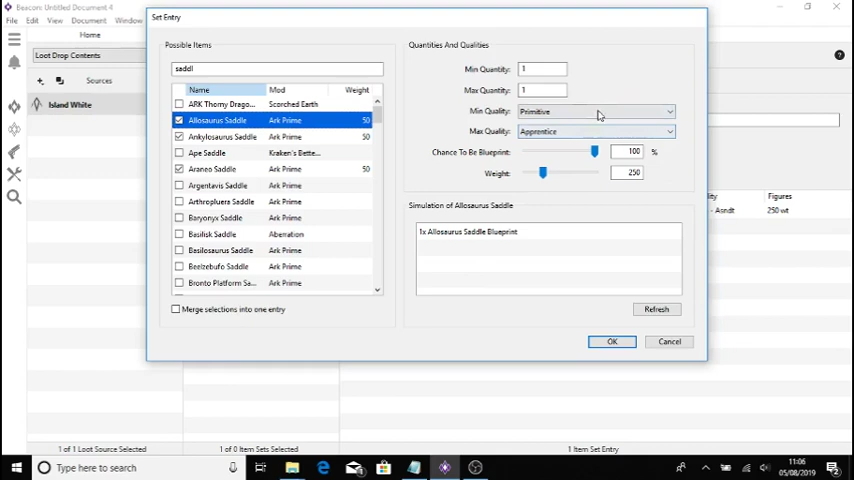 Beacon: Untitled Document 4
File Edit View Document Window
Home
Loot Drop Contents
Sources
Island White
Set Entry
Possible Items
saddl
Name Mod Weight
ARK Thorny Drago... Scorched Earth
Allosaurus Saddle Ark Prime 50
Ankylosaurus Saddle Ark Prime 50
Ape Saddle Kraken's Bette...
Araneo Saddle Ark Prime 50
Argentavis Saddle Ark Prime
Arthropluera Saddle Ark Prime
Baryonyx Saddle Ark Prime
Basilisk Saddle Aberration
Basilosaurus Saddle Ark Prime
Beelzebufo Saddle Ark Prime
Bronto Platform Sa... Ark Prime
Merge selections into one entry
Quantities And Qualities
Min Quantity: 1
Max Quantity: 1
Min Quality: Primitive
Max Quality: Apprentice
Chance To Be Blueprint: 100 %
Weight: 250
Simulation of Allosaurus Saddle
1x Allosaurus Saddle Blueprint
Refresh
OK Cancel
lity Figures
- Asndt 250 wt
1 of 1 Loot Source Selected 1 of 0 Item Sets Selected 1 Item Set Entry
Type here to search
11:06
05/08/2019
2